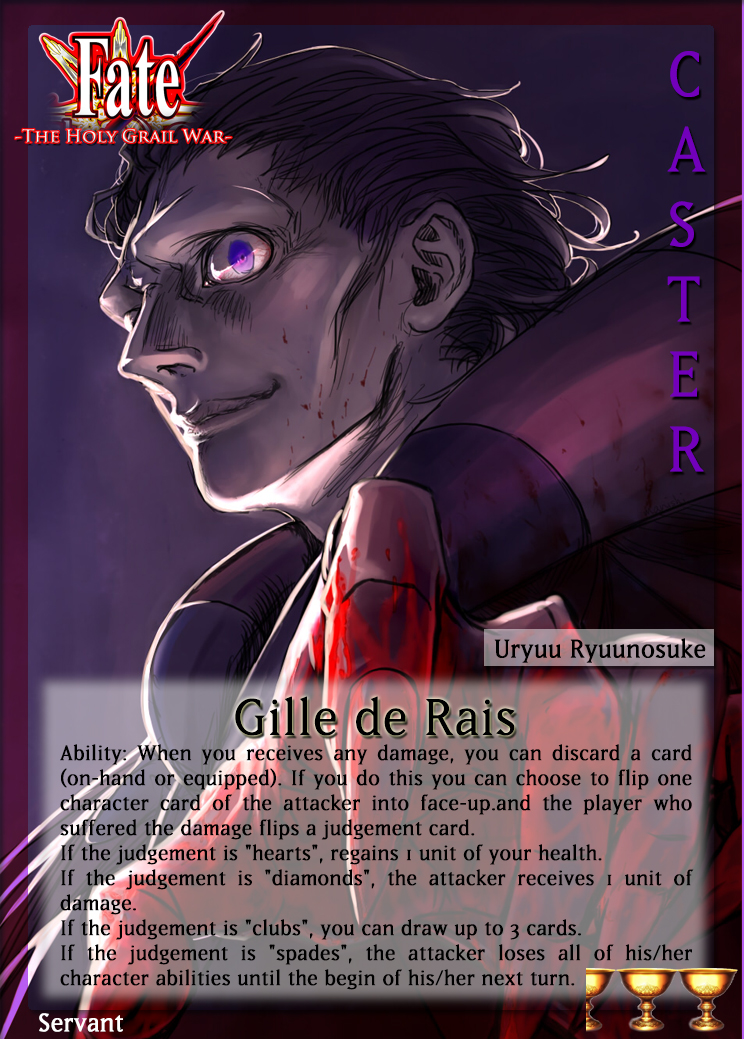 Fate
-THE HOLY GRAIL WAR-
CASTER
Uryuu Ryuunosuke
Gille de Rais
Ability: When you receives any damage, you can discard a card
(on-hand or equipped). If you do this you can choose to flip one
character card of the attacker into face-up.and the player who
suffered the damage flips a judgement card.
If the judgement is "hearts", regains 1 unit of your health.
If the judgement is "diamonds", the attacker receives 1 unit of
damage.
If the judgement is "clubs", you can draw up to 3 cards.
If the judgement is "spades", the attacker loses all of his/her
character abilities until the begin of his/her next turn.
Servant